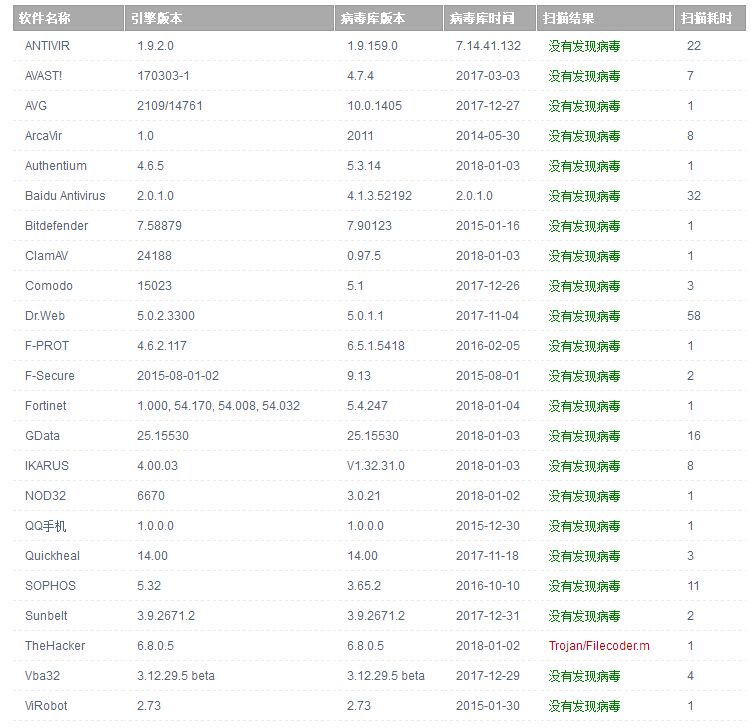 软件名称 引擎版本 病毒库版本 病毒库时间 扫描结果 扫描耗时
ANTIVIR 1.9.2.0 1.9.159.0 7.14.41.132 没有发现病毒 22
AVAST! 170303-1 4.7.4 2017-03-03 没有发现病毒 7
AVG 2109/14761 10.0.1405 2017-12-27 没有发现病毒 1
ArcaVir 1.0 2011 2014-05-30 没有发现病毒 8
Authentium 4.6.5 5.3.14 2018-01-03 没有发现病毒 1
Baidu Antivirus 2.0.1.0 4.1.3.52192 2.0.1.0 没有发现病毒 32
Bitdefender 7.58879 7.90123 2015-01-16 没有发现病毒 1
ClamAV 24188 0.97.5 2018-01-03 没有发现病毒 1
Comodo 15023 5.1 2017-12-26 没有发现病毒 3
Dr.Web 5.0.2.3300 5.0.1.1 2017-11-04 没有发现病毒 58
F-PROT 4.6.2.117 6.5.1.5418 2016-02-05 没有发现病毒 1
F-Secure 2015-08-01-02 9.13 2015-08-01 没有发现病毒 2
Fortinet 1.000, 54.170, 54.008, 54.032 5.4.247 2018-01-04 没有发现病毒 1
GData 25.15530 25.15530 2018-01-03 没有发现病毒 16
IKARUS 4.00.03 V1.32.31.0 2018-01-03 没有发现病毒 8
NOD32 6670 3.0.21 2018-01-02 没有发现病毒 1
QQ手机 1.0.0.0 1.0.0.0 2015-12-30 没有发现病毒 1
Quickheal 14.00 14.00 2017-11-18 没有发现病毒 3
SOPHOS 5.32 3.65.2 2016-10-10 没有发现病毒 11
Sunbelt 3.9.2671.2 3.9.2671.2 2017-12-31 没有发现病毒 2
TheHacker 6.8.0.5 6.8.0.5 2018-01-02 Trojan/Filecoder.m 1
Vba32 3.12.29.5 beta 3.12.29.5 beta 2017-12-29 没有发现病毒 4
ViRobot 2.73 2.73 2015-01-30 没有发现病毒 1